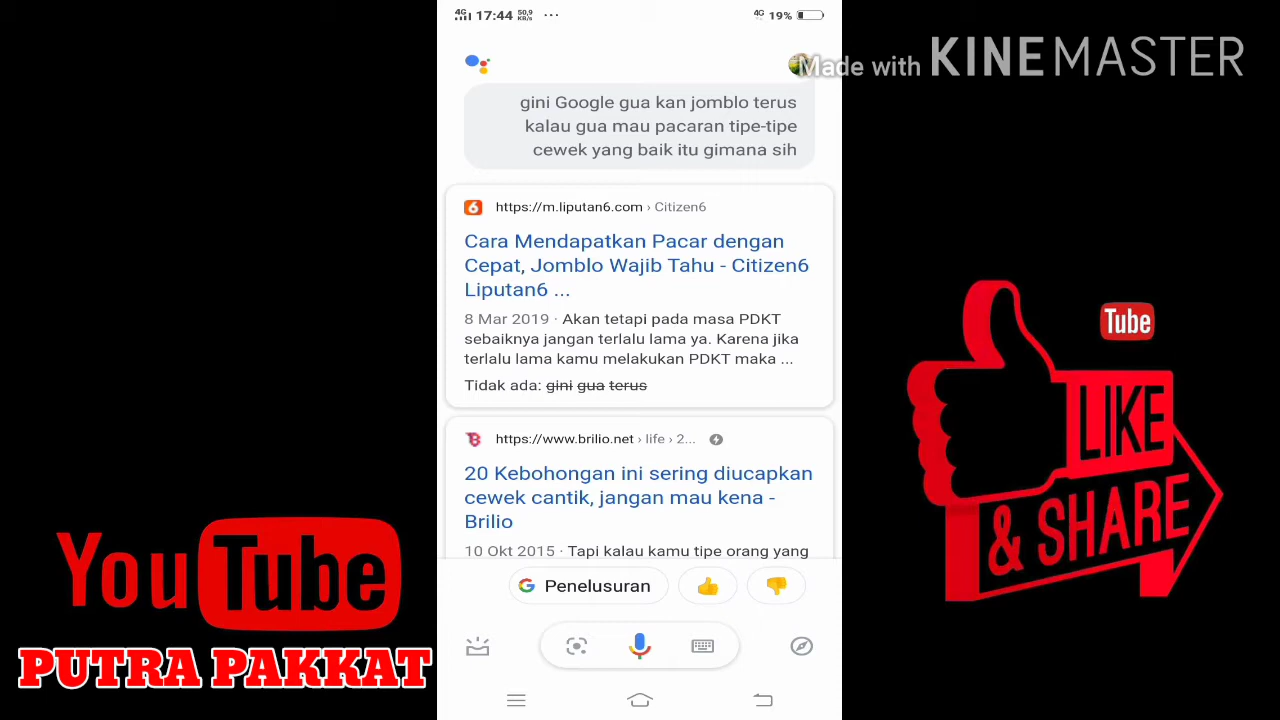 4G 17:44 50,9 KB/s ...
4G 19%
Made with KINEMASTER
gini Google gua kan jomblo terus
kalau gua mau pacaran tipe-tipe
cewek yang baik itu gimana sih
https://m.liputan6.com › Citizen6
Cara Mendapatkan Pacar dengan
Cepat, Jomblo Wajib Tahu - Citizen6
Liputan6 ...
8 Mar 2019 · Akan tetapi pada masa PDKT
sebaiknya jangan terlalu lama ya. Karena jika
terlalu lama kamu melakukan PDKT maka ...
Tidak ada: gini gua terus
https://www.brilio.net › life › 2...
20 Kebohongan ini sering diucapkan
cewek cantik, jangan mau kena -
Brilio
10 Okt 2015 · Tapi kalau kamu tipe orang yang
Penelusuran
YouTube
PUTRA PAKKAT
Tube
LIKE
& SHARE